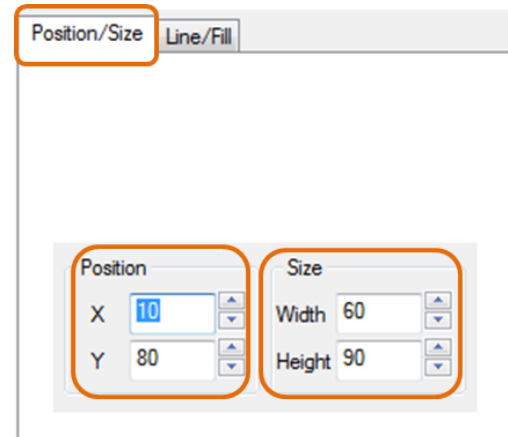 Position/Size Line/Fill
Position Size
X 10 Width 60
Y 80 Height 90